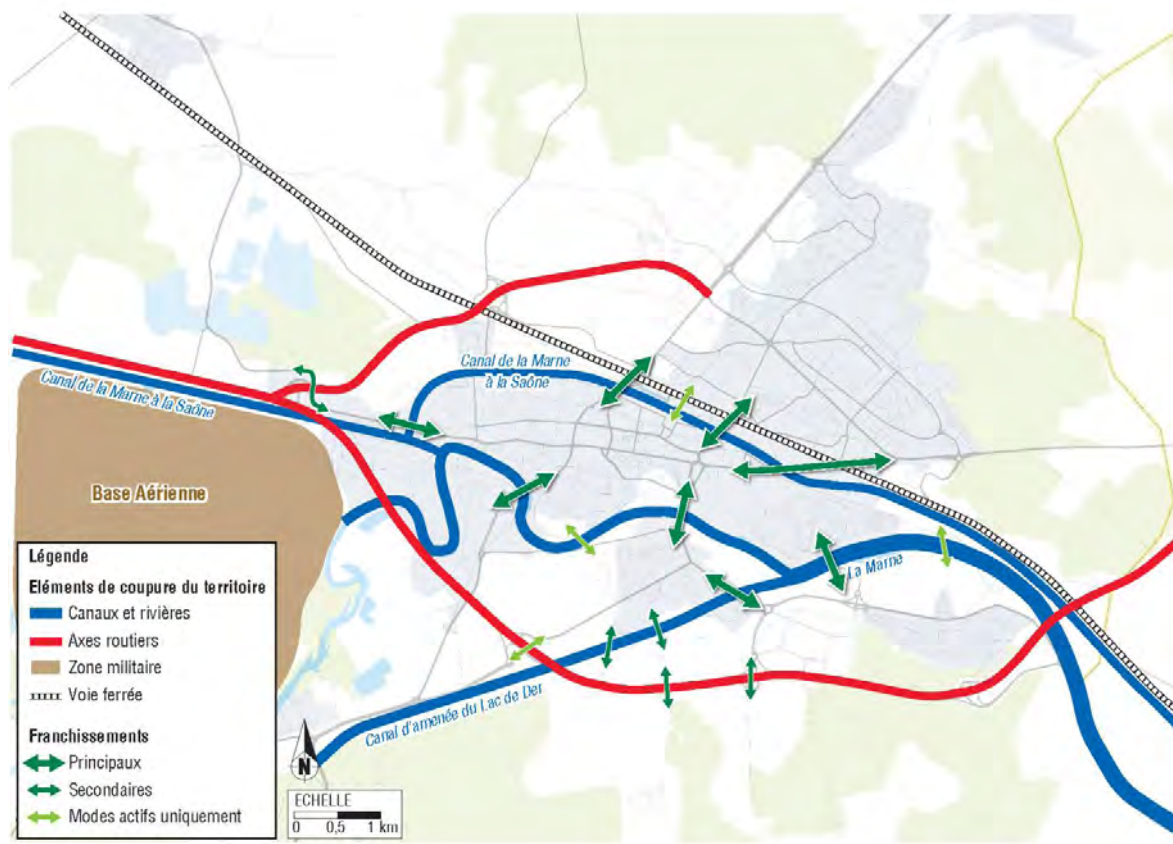 Canal de la Marne
à la Saône
Canal de la Marne à la Saône
Base Aérienne
La Marne
Canal d'amenée du Lac de Der
Légende
Eléments de coupure du territoire
Canaux et rivières
Axes routiers
Zone militaire
Voie ferrée
Franchissements
Principaux
Secondaires
Modes actifs uniquement
N
ECHELLE
0 0,5 1 km